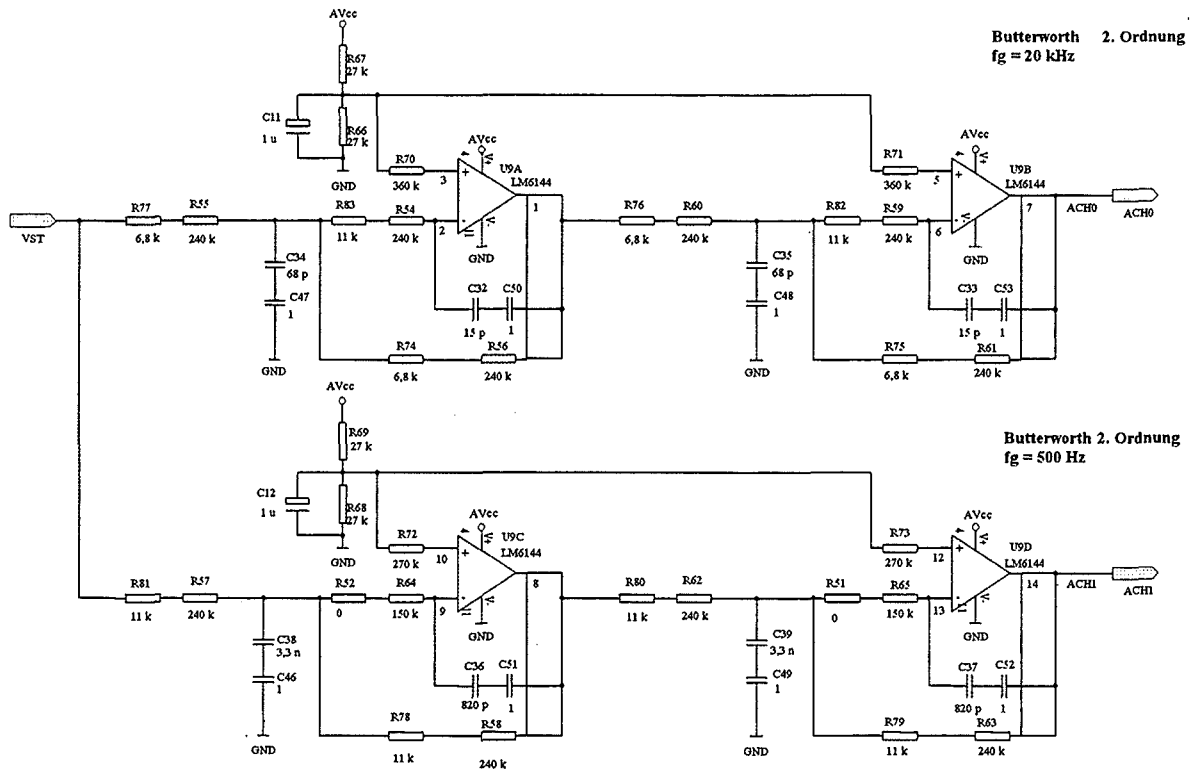 AVcc
Butterworth 2. Ordnung
fg = 20 kHz
R67
27 k
C11
1 u
R66
27 k
GND
AVcc
R70
360 k
3
U9A
LM6144
1
2
GND
R71
360 k
5
AVcc
U9B
LM6144
7
6
GND
ACH0
ACH0
VST
R77
6,8 k
R55
240 k
R83
11 k
R54
240 k
R76
6,8 k
R60
240 k
R82
11 k
R59
240 k
C34
68 p
C47
1
GND
C32
15 p
C50
1
R74
6,8 k
R56
240 k
C35
68 p
C48
1
GND
C33
15 p
C53
1
R75
6,8 k
R61
240 k
AVcc
Butterworth 2. Ordnung
fg = 500 Hz
R69
27 k
C12
1 u
R68
27 k
GND
AVcc
R72
270 k
10
U9C
LM6144
8
9
GND
R73
270 k
12
AVcc
U9D
LM6144
14
13
GND
ACH1
ACH1
R81
11 k
R57
240 k
R52
0
R64
150 k
R80
11 k
R62
240 k
R51
0
R65
150 k
C38
3,3 n
C46
1
GND
C36
820 p
C51
1
R78
11 k
R58
240 k
C39
3,3 n
C49
1
GND
C37
820 p
C52
1
R79
11 k
R63
240 k